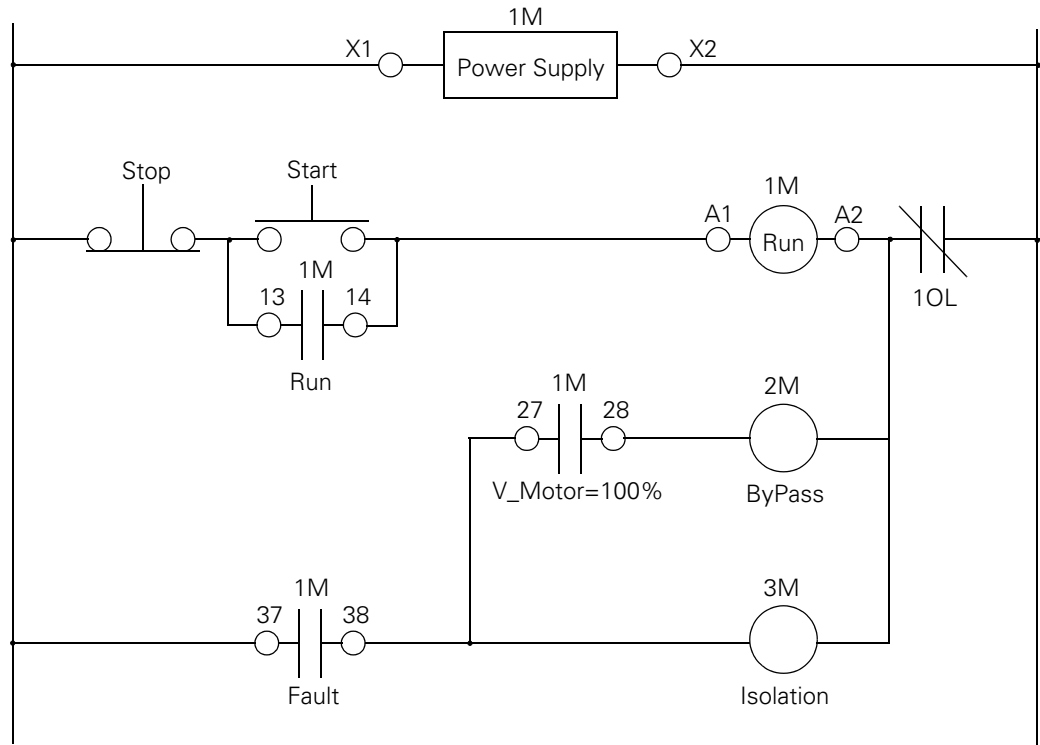 1M
X1
Power Supply
X2
Stop
Start
1M
A1
Run
A2
1OL
1M
13
14
Run
1M
27
28
V_Motor=100%
2M
ByPass
1M
37
38
Fault
3M
Isolation